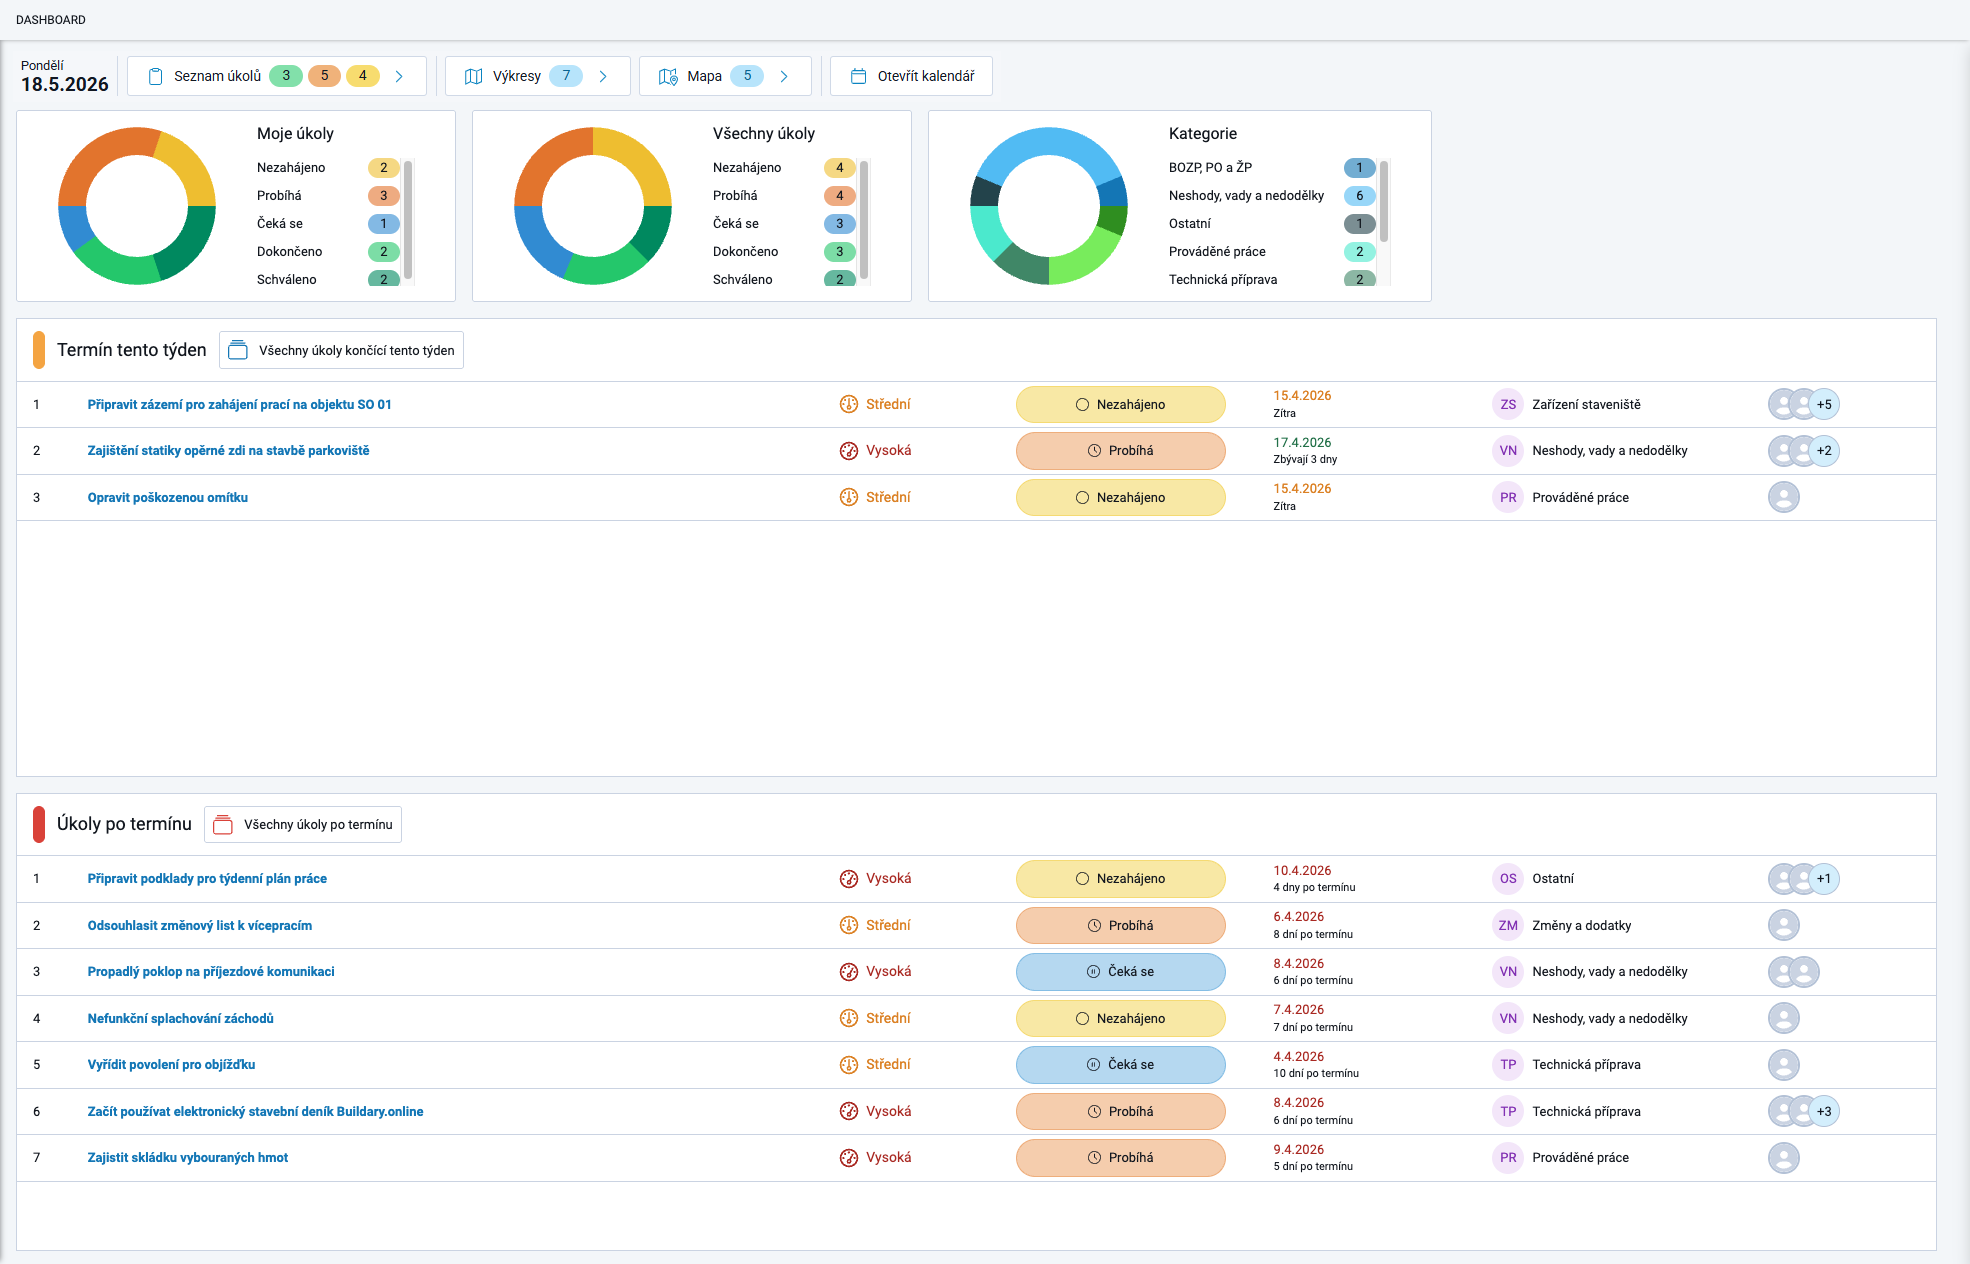 DASHBOARD
Pondělí
18.5.2026
Seznam úkolů 3 5 4
Výkresy 7
Mapa 5
Otevřít kalendář
Moje úkoly
Nezahájeno 2
Probíhá 3
Čeká se 1
Dokončeno 2
Schváleno 2
Všechny úkoly
Nezahájeno 4
Probíhá 4
Čeká se 3
Dokončeno 3
Schváleno 2
Kategorie
BOZP, PO a ŽP 1
Neshody, vady a nedodělky 6
Ostatní 1
Prováděné práce 2
Technická příprava 2
Termín tento týden
Všechny úkoly končící tento týden
1 Připravit zázemí pro zahájení prací na objektu SO 01 Střední Nezahájeno 15.4.2026 ZS Zařízení staveniště +5
Zítra
2 Zajištění statiky opěrné zdi na stavbě parkoviště Vysoká Probíhá 17.4.2026 VN Neshody, vady a nedodělky +2
Zbývají 3 dny
3 Opravit poškozenou omítku Střední Nezahájeno 15.4.2026 PR Prováděné práce
Zítra
Úkoly po termínu
Všechny úkoly po termínu
1 Připravit podklady pro týdenní plán práce Vysoká Nezahájeno 10.4.2026 OS Ostatní +1
4 dny po termínu
2 Odsouhlasit změnový list k vícepracím Střední Probíhá 6.4.2026 ZM Změny a dodatky
8 dní po termínu
3 Propadlý poklop na příjezdové komunikaci Vysoká Čeká se 8.4.2026 VN Neshody, vady a nedodělky
6 dní po termínu
4 Nefunkční splachování záchodů Střední Nezahájeno 7.4.2026 VN Neshody, vady a nedodělky
7 dní po termínu
5 Vyřídit povolení pro objížďku Střední Čeká se 4.4.2026 TP Technická příprava
10 dní po termínu
6 Začít používat elektronický stavební deník Buildary.online Vysoká Probíhá 8.4.2026 TP Technická příprava +3
6 dní po termínu
7 Zajistit skládku vybouraných hmot Vysoká Probíhá 9.4.2026 PR Prováděné práce
5 dní po termínu